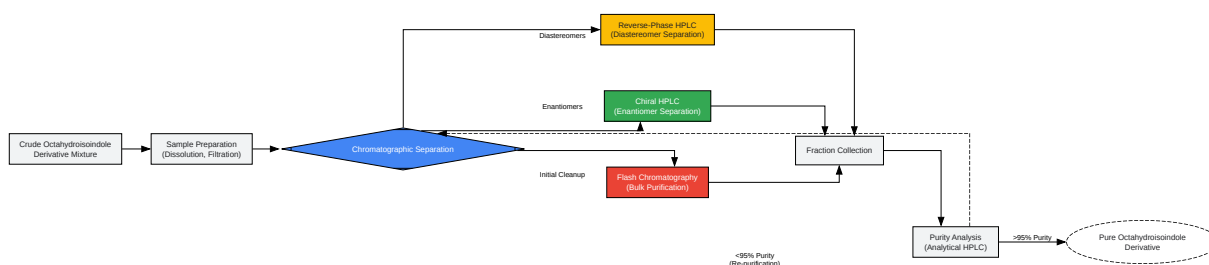 Reverse-Phase HPLC
(Diastereomer Separation)
Diastereomers
Chiral HPLC
(Enantiomer Separation)
Enantiomers
Crude Octahydroisoindole
Derivative Mixture
Sample Preparation
(Dissolution, Filtration)
Chromatographic Separation
Fraction Collection
Initial Cleanup
Flash Chromatography
(Bulk Purification)
Purity Analysis
(Analytical HPLC)
>95% Purity
Pure Octahydroisoindole
Derivative
<95% Purity
(Re-purification)